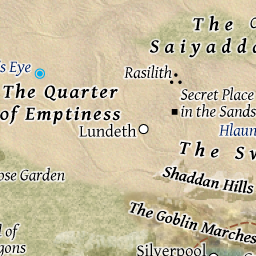 The
Saiyadda
s Eye
Rasilith
The Quarter
of Emptiness
Secret Place
in the Sands
Lundeth
Hlaun
The Sw
ose Garden
Shaddan Hills
The Goblin Marches
d of
gons
Silverpool